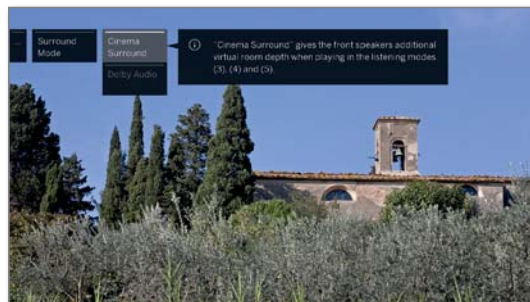 ...
Surround
Mode
Cinema
Surround
Dolby Audio
"Cinema Surround" gives the front speakers additional
virtual room depth when playing in the listening modes
(3), (4) and (5).